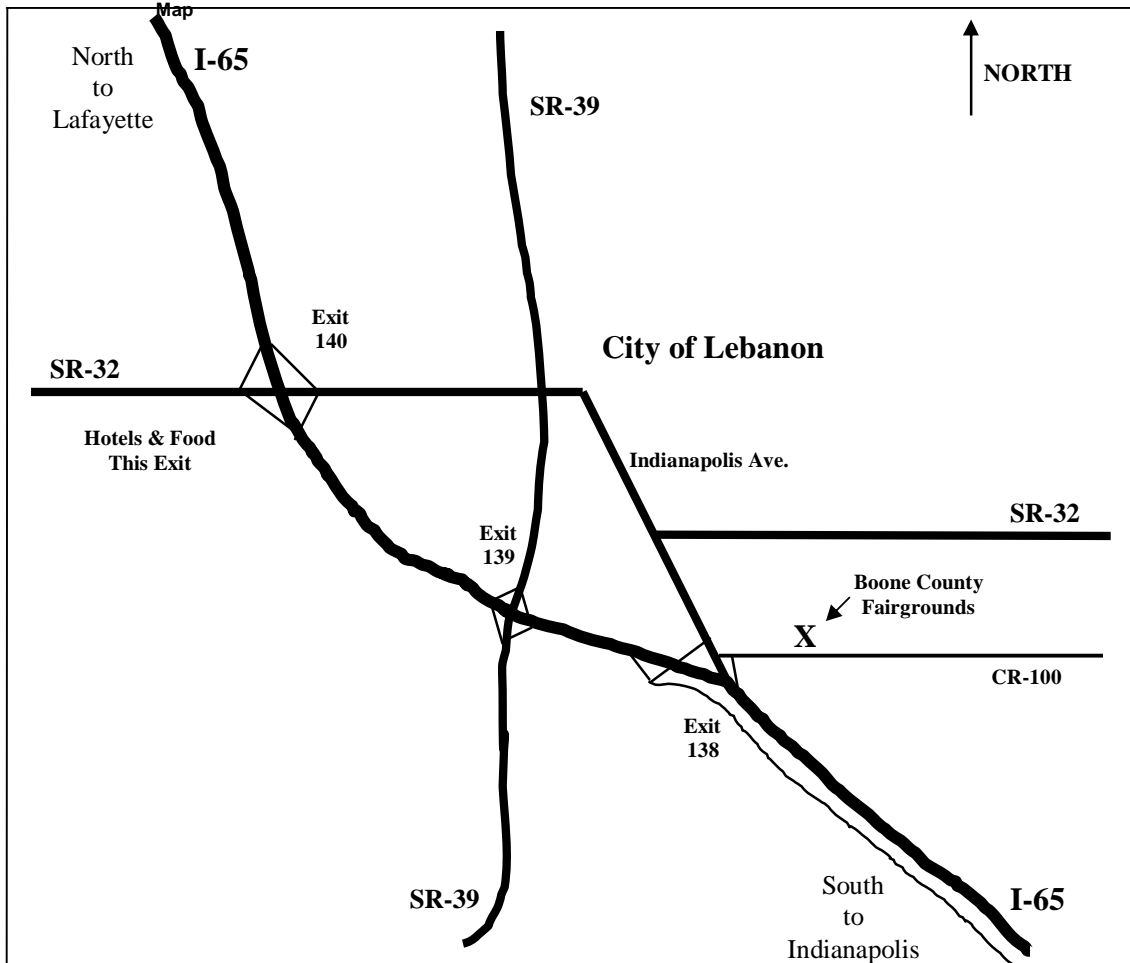 Map
North
to
Lafayette
I-65
SR-39
NORTH
Exit
140
City of Lebanon
SR-32
Hotels & Food
This Exit
Indianapolis Ave.
SR-32
Exit
139
Boone County
Fairgrounds
X
CR-100
Exit
138
SR-39
South
to
Indianapolis
I-65